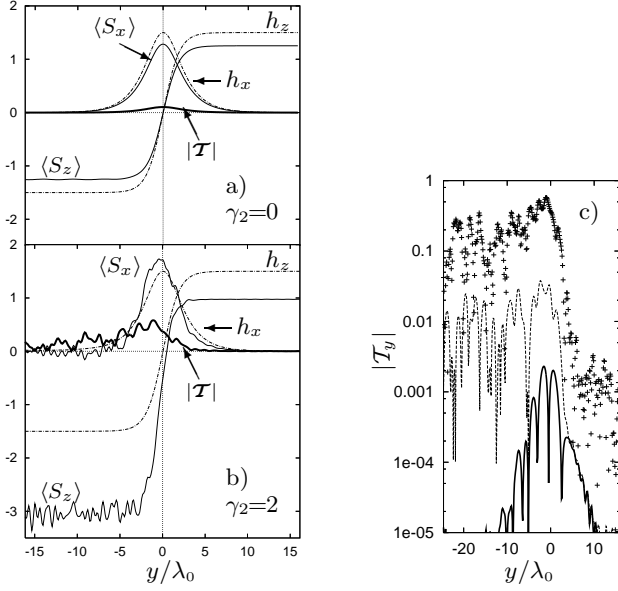 2
1
0
-1
-2
⟨S_x⟩
h_z
h_x
|𝓣|
⟨S_z⟩
a)
γ_2=0
2
1
0
-1
-2
-3
⟨S_x⟩
h_z
h_x
|𝓣|
⟨S_z⟩
b)
γ_2=2
-15 -10 -5 0 5 10 15
y/λ_0
c)
1
0.1
0.01
0.001
1e-04
1e-05
|𝒯_y|
-20 -10 0 10
y/λ_0